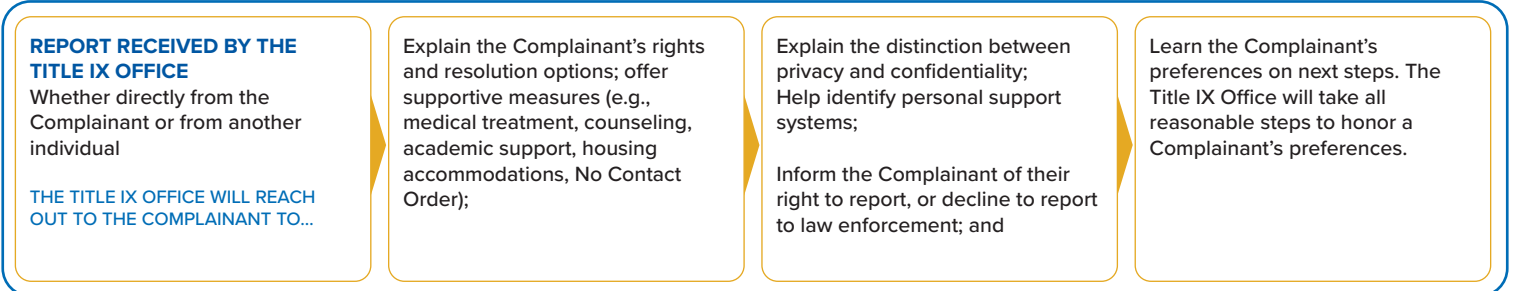 REPORT RECEIVED BY THE
TITLE IX OFFICE
Whether directly from the
Complainant or from another
individual
THE TITLE IX OFFICE WILL REACH
OUT TO THE COMPLAINANT TO...
Explain the Complainant’s rights
and resolution options; offer
supportive measures (e.g.,
medical treatment, counseling,
academic support, housing
accommodations, No Contact
Order);
Explain the distinction between
privacy and confidentiality;
Help identify personal support
systems;
Inform the Complainant of their
right to report, or decline to report
to law enforcement; and
Learn the Complainant’s
preferences on next steps. The
Title IX Office will take all
reasonable steps to honor a
Complainant’s preferences.